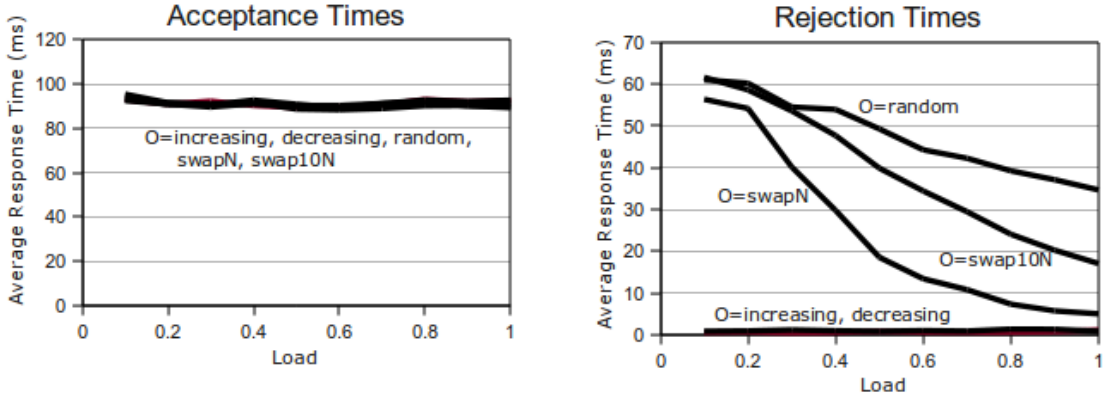 Acceptance Times
Average Response Time (ms)
120
100
80
60
40
20
0
O=increasing, decreasing, random,
swapN, swap10N
0
0.2
0.4
0.6
0.8
1
Load
Rejection Times
Average Response Time (ms)
70
60
50
40
30
20
10
0
O=random
O=swapN
O=swap10N
O=increasing, decreasing
0
0.2
0.4
0.6
0.8
1
Load